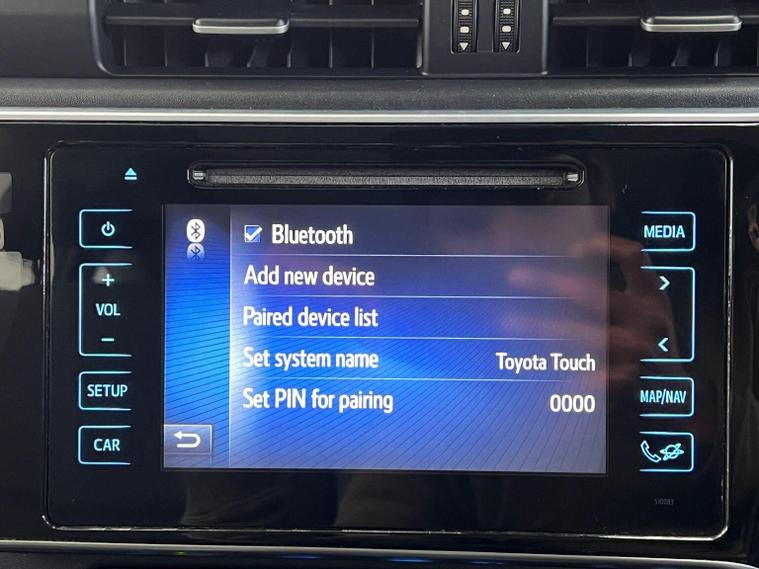 Bluetooth
Add new device
Paired device list
Set system name Toyota Touch
Set PIN for pairing 0000
+
VOL
−
SETUP
CAR
MEDIA
>
<
MAP/NAV